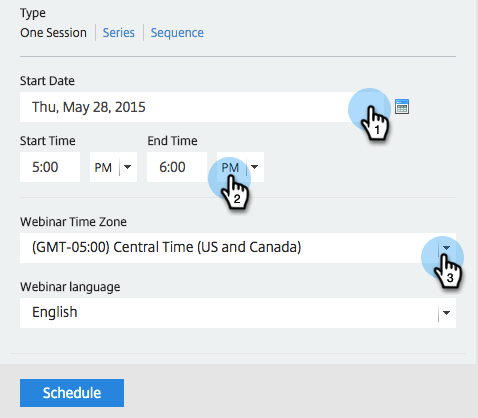 Type
One Session Series Sequence
Start Date
Thu, May 28, 2015
1
Start Time End Time
5:00 PM 6:00 PM
2
Webinar Time Zone
(GMT-05:00) Central Time (US and Canada)
3
Webinar language
English
Schedule